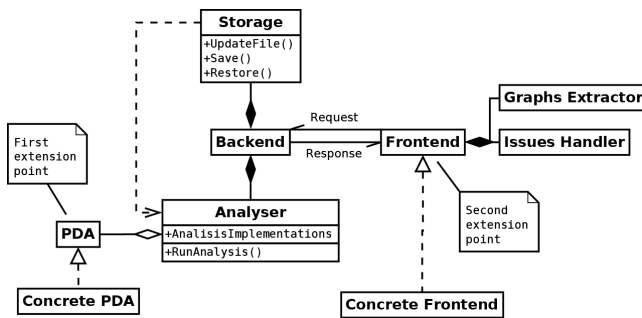 Storage
+UpdateFile()
+Save()
+Restore()
Graphs Extractor
Request
Backend
Frontend
Issues Handler
Response
First
extension
point
Analyser
+AnalisisImplementations
+RunAnalysis()
PDA
Second
extension
point
Concrete PDA
Concrete Frontend